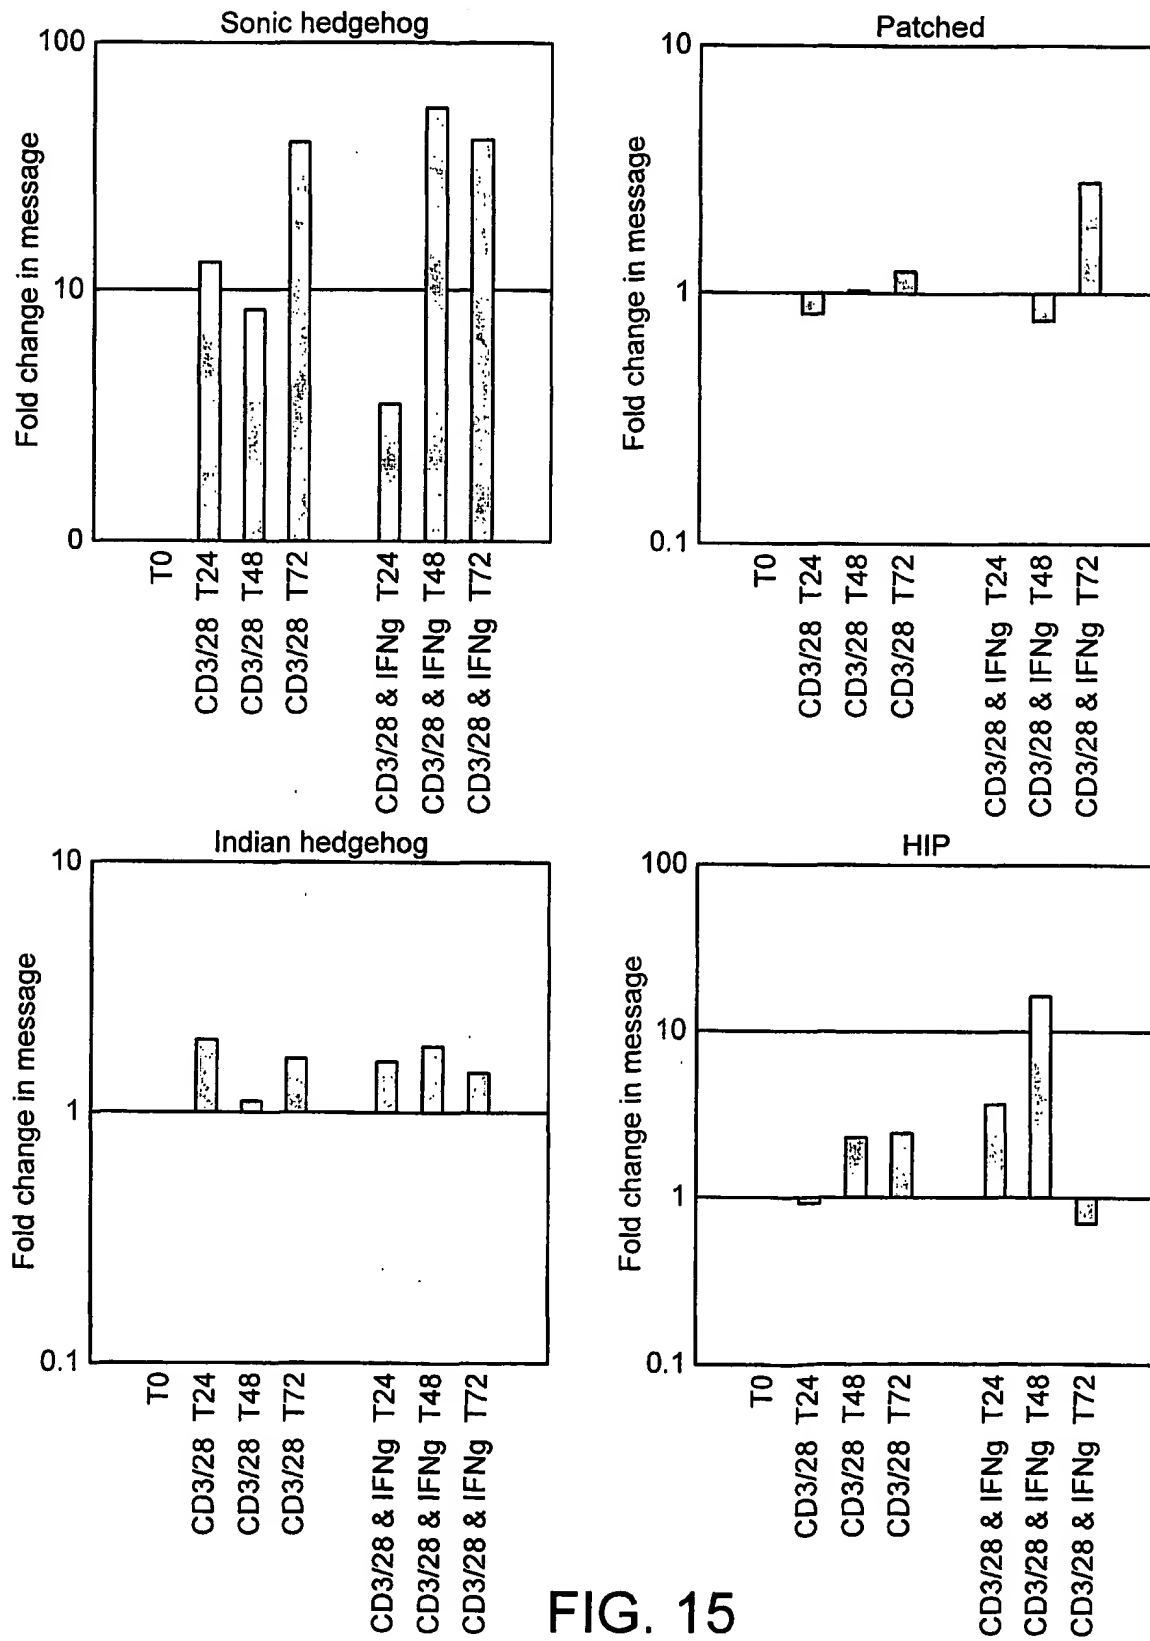 Sonic hedgehog
100
10
0
Fold change in message
T0
CD3/28 T24
CD3/28 T48
CD3/28 T72
CD3/28 & IFNg T24
CD3/28 & IFNg T48
CD3/28 & IFNg T72
Patched
10
1
0.1
Fold change in message
T0
CD3/28 T24
CD3/28 T48
CD3/28 T72
CD3/28 & IFNg T24
CD3/28 & IFNg T48
CD3/28 & IFNg T72
Indian hedgehog
10
1
0.1
Fold change in message
T0
CD3/28 T24
CD3/28 T48
CD3/28 T72
CD3/28 & IFNg T24
CD3/28 & IFNg T48
CD3/28 & IFNg T72
HIP
100
10
1
0.1
Fold change in message
T0
CD3/28 T24
CD3/28 T48
CD3/28 T72
CD3/28 & IFNg T24
CD3/28 & IFNg T48
CD3/28 & IFNg T72
FIG. 15